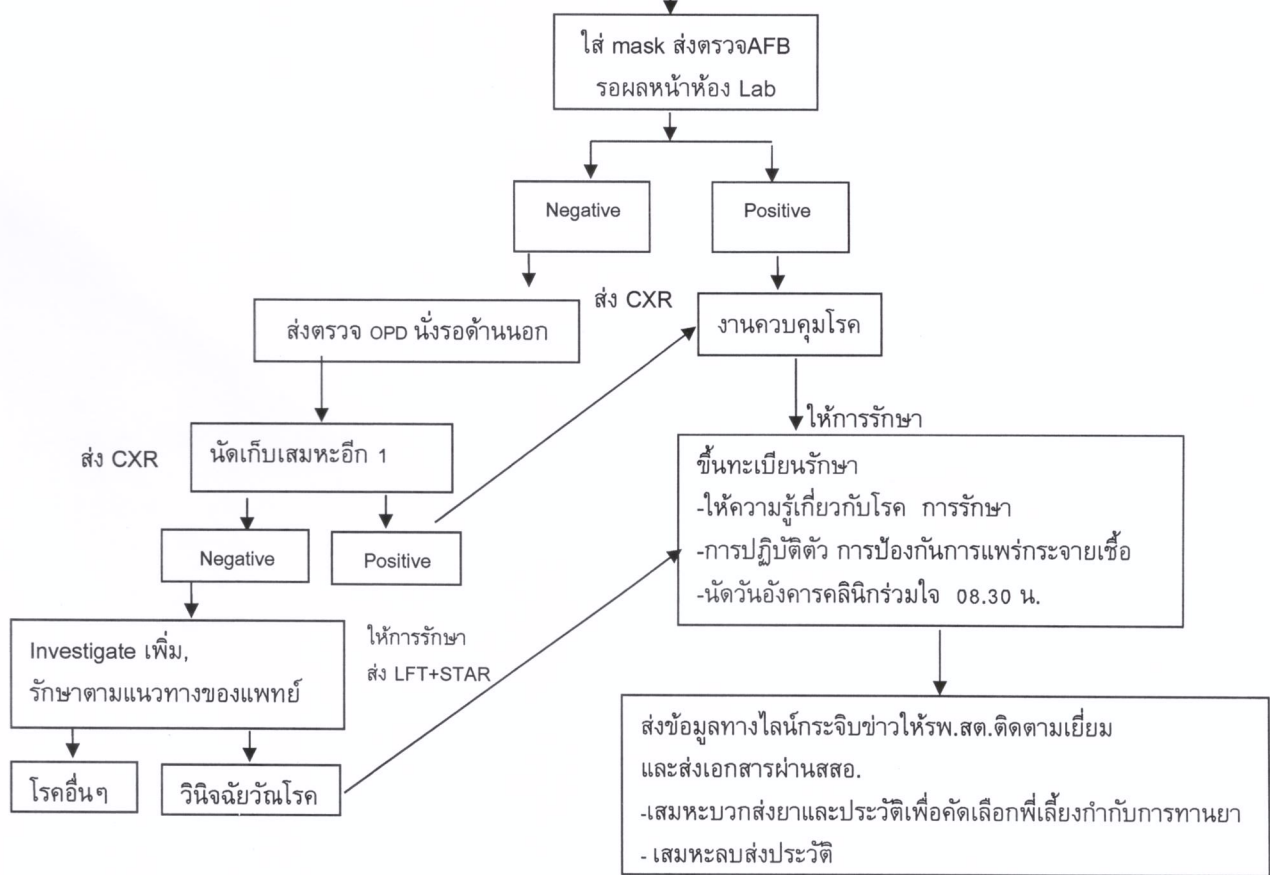 ใส่ mask ส่งตรวจAFB
รอผลหน้าห้อง Lab
Negative
Positive
ส่ง CXR
ส่งตรวจ OPD นั่งรอด้านนอก
งานควบคุมโรค
ให้การรักษา
ส่ง CXR
นัดเก็บเสมหะอีก 1
ขึ้นทะเบียนรักษา
-ให้ความรู้เกี่ยวกับโรค การรักษา
-การปฏิบัติตัว การป้องกันการแพร่กระจายเชื้อ
-นัดวันอังคารคลินิกร่วมใจ 08.30 น.
Negative
Positive
Investigate เพิ่ม,
รักษาตามแนวทางของแพทย์
ให้การรักษา
ส่ง LFT+STAR
โรคอื่นๆ
วินิจฉัยวัณโรค
ส่งข้อมูลทางไลน์กระจิบข่าวให้รพ.สต.ติดตามเยี่ยม
และส่งเอกสารผ่านสสอ.
-เสมหะบวกส่งยาและประวัติเพื่อคัดเลือกพี่เลี้ยงกำกับการทานยา
- เสมหะลบส่งประวัติ